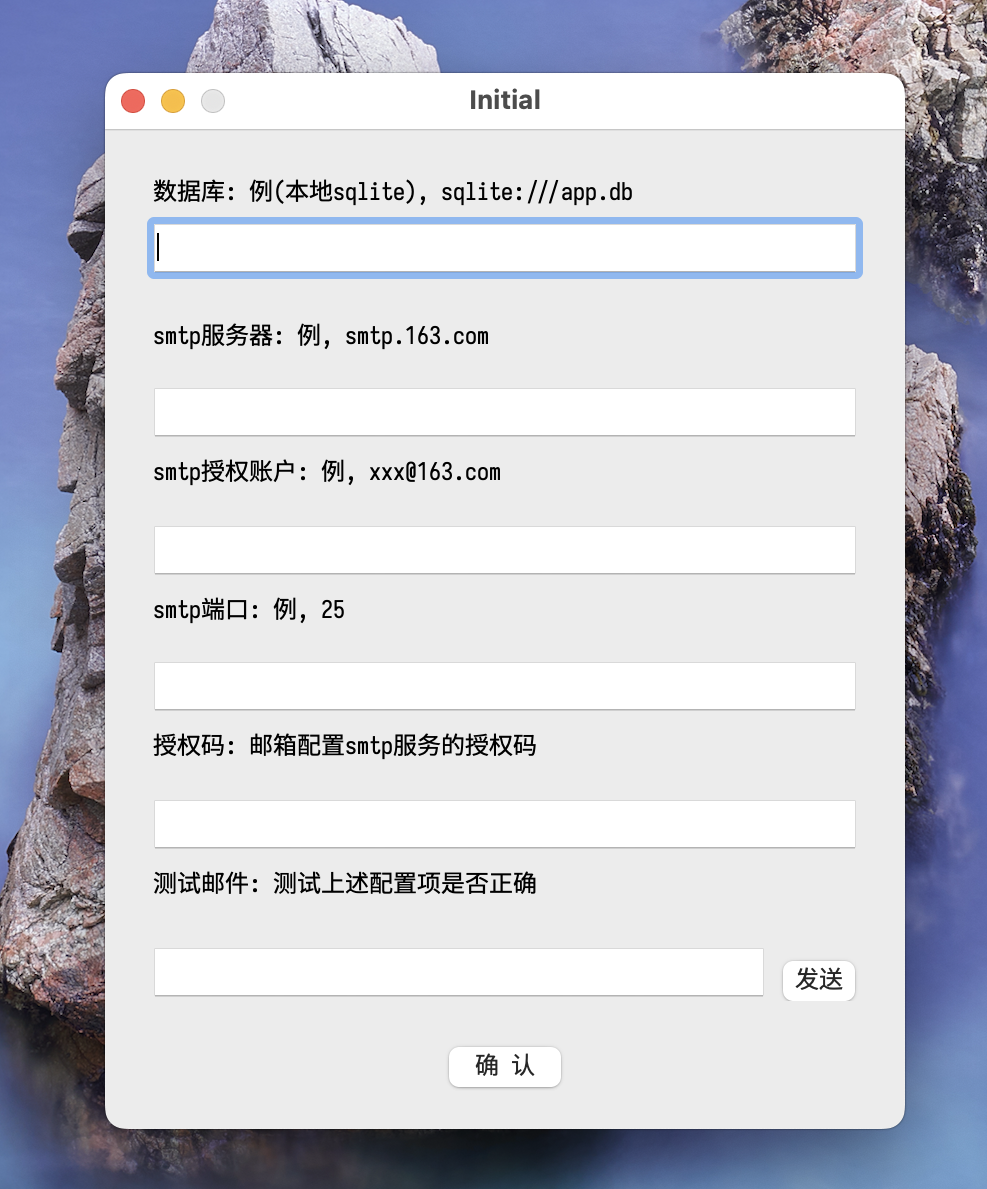 Initial
数据库: 例(本地sqlite), sqlite:///app.db
smtp服务器: 例, smtp.163.com
smtp授权账户: 例, xxx@163.com
smtp端口: 例, 25
授权码: 邮箱配置smtp服务的授权码
测试邮件: 测试上述配置项是否正确
发送
确 认